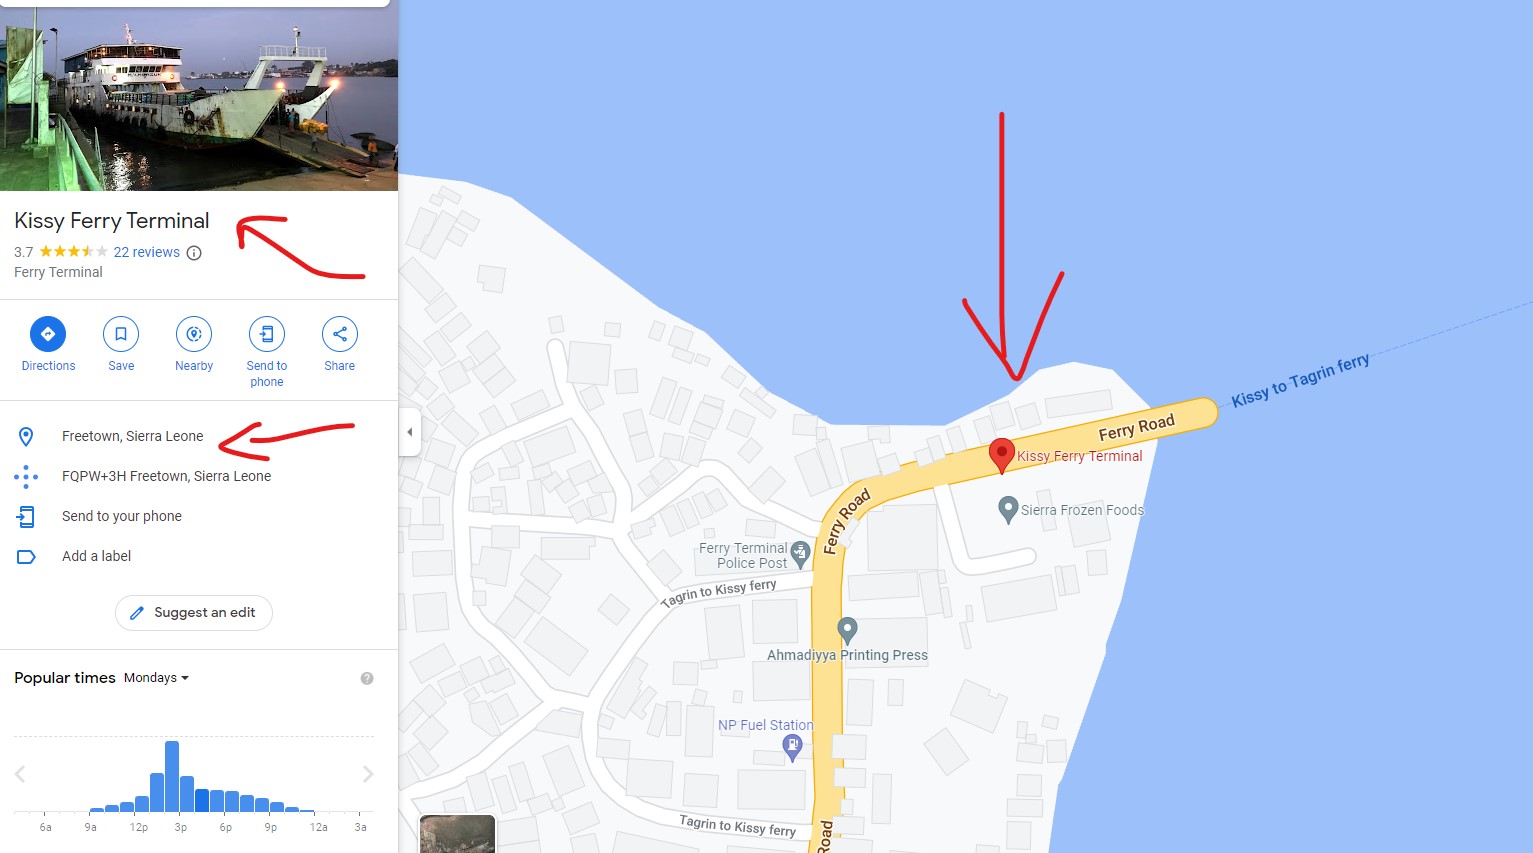 Kissy Ferry Terminal
3.7 22 reviews
Ferry Terminal
Directions
Save
Nearby
Send to
phone
Share
Freetown, Sierra Leone
FQPW+3H Freetown, Sierra Leone
Send to your phone
Add a label
Suggest an edit
Popular times Mondays
6a 9a 12p 3p 6p 9p 12a 3a
Kissy to Tagrin ferry
Ferry Road
Kissy Ferry Terminal
Ferry Road
Sierra Frozen Foods
Ferry Terminal
Police Post
Tagrin to Kissy ferry
Ahmadiyya Printing Press
NP Fuel Station
Tagrin to Kissy ferry
Road